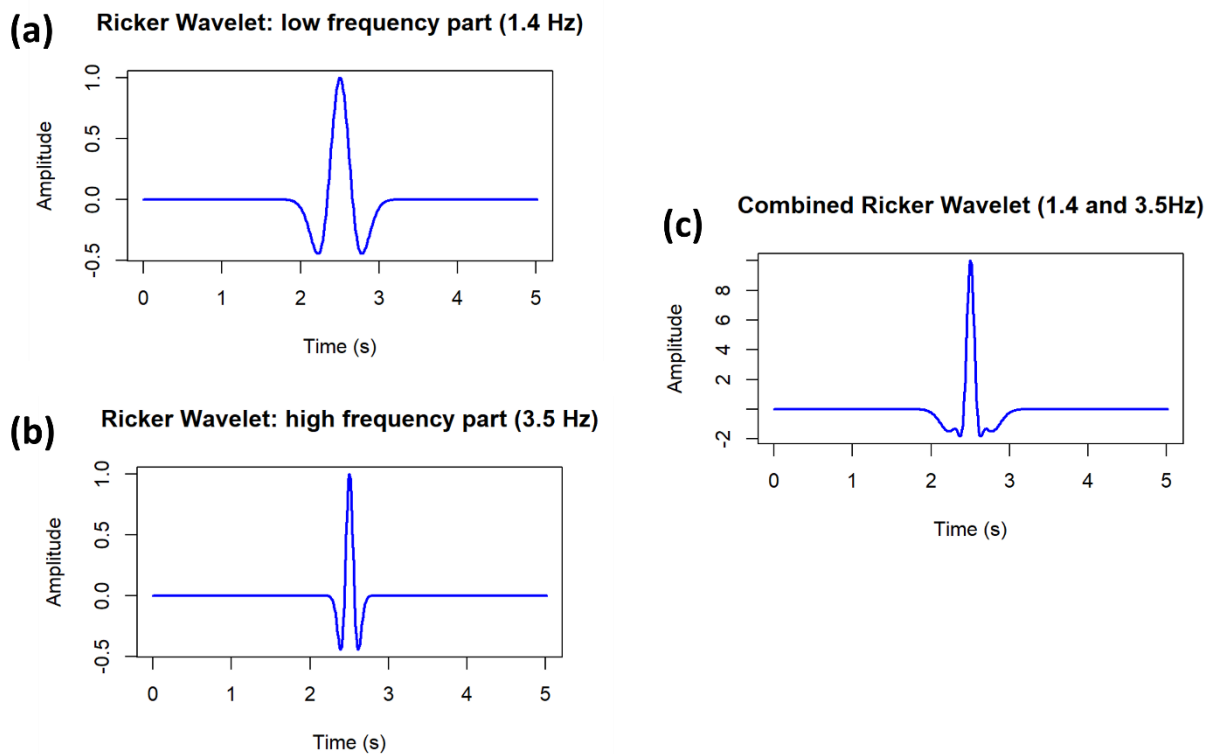 (a)
Ricker Wavelet: low frequency part (1.4 Hz)
Amplitude
1.0
0.5
0.0
-0.5
0 1 2 3 4 5
Time (s)
(b)
Ricker Wavelet: high frequency part (3.5 Hz)
Amplitude
1.0
0.5
0.0
-0.5
0 1 2 3 4 5
Time (s)
(c)
Combined Ricker Wavelet (1.4 and 3.5Hz)
Amplitude
8
6
4
2
-2
0 1 2 3 4 5
Time (s)